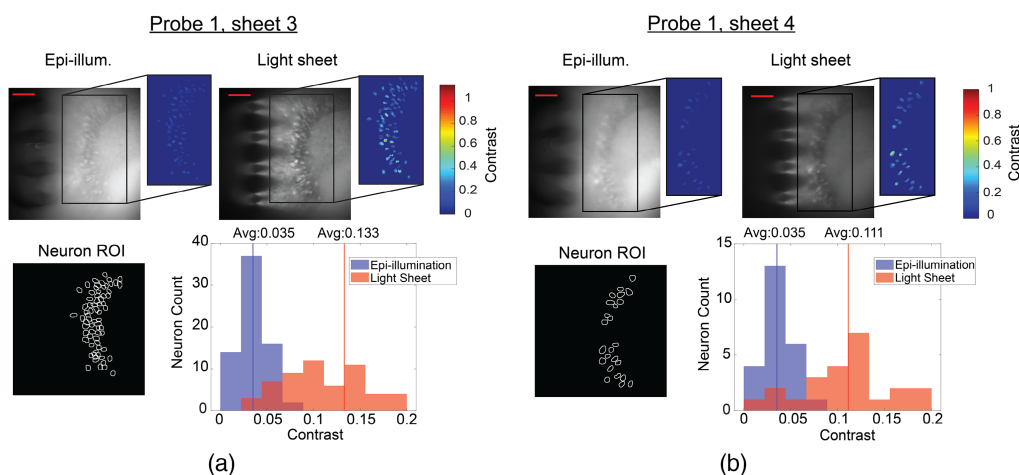 Probe 1, sheet 3
Epi-illum.
Light sheet
1
0.8
0.6
0.4
0.2
0
Contrast
Neuron ROI
Avg:0.035
Avg:0.133
40
30
20
10
0
Neuron Count
Epi-illumination
Light Sheet
0
0.05
0.1
0.15
0.2
Contrast
(a)
Probe 1, sheet 4
Epi-illum.
Light sheet
1
0.8
0.6
0.4
0.2
0
Contrast
Neuron ROI
Avg:0.035
Avg:0.111
15
10
5
0
Neuron Count
Epi-illumination
Light Sheet
0
0.05
0.1
0.15
0.2
Contrast
(b)